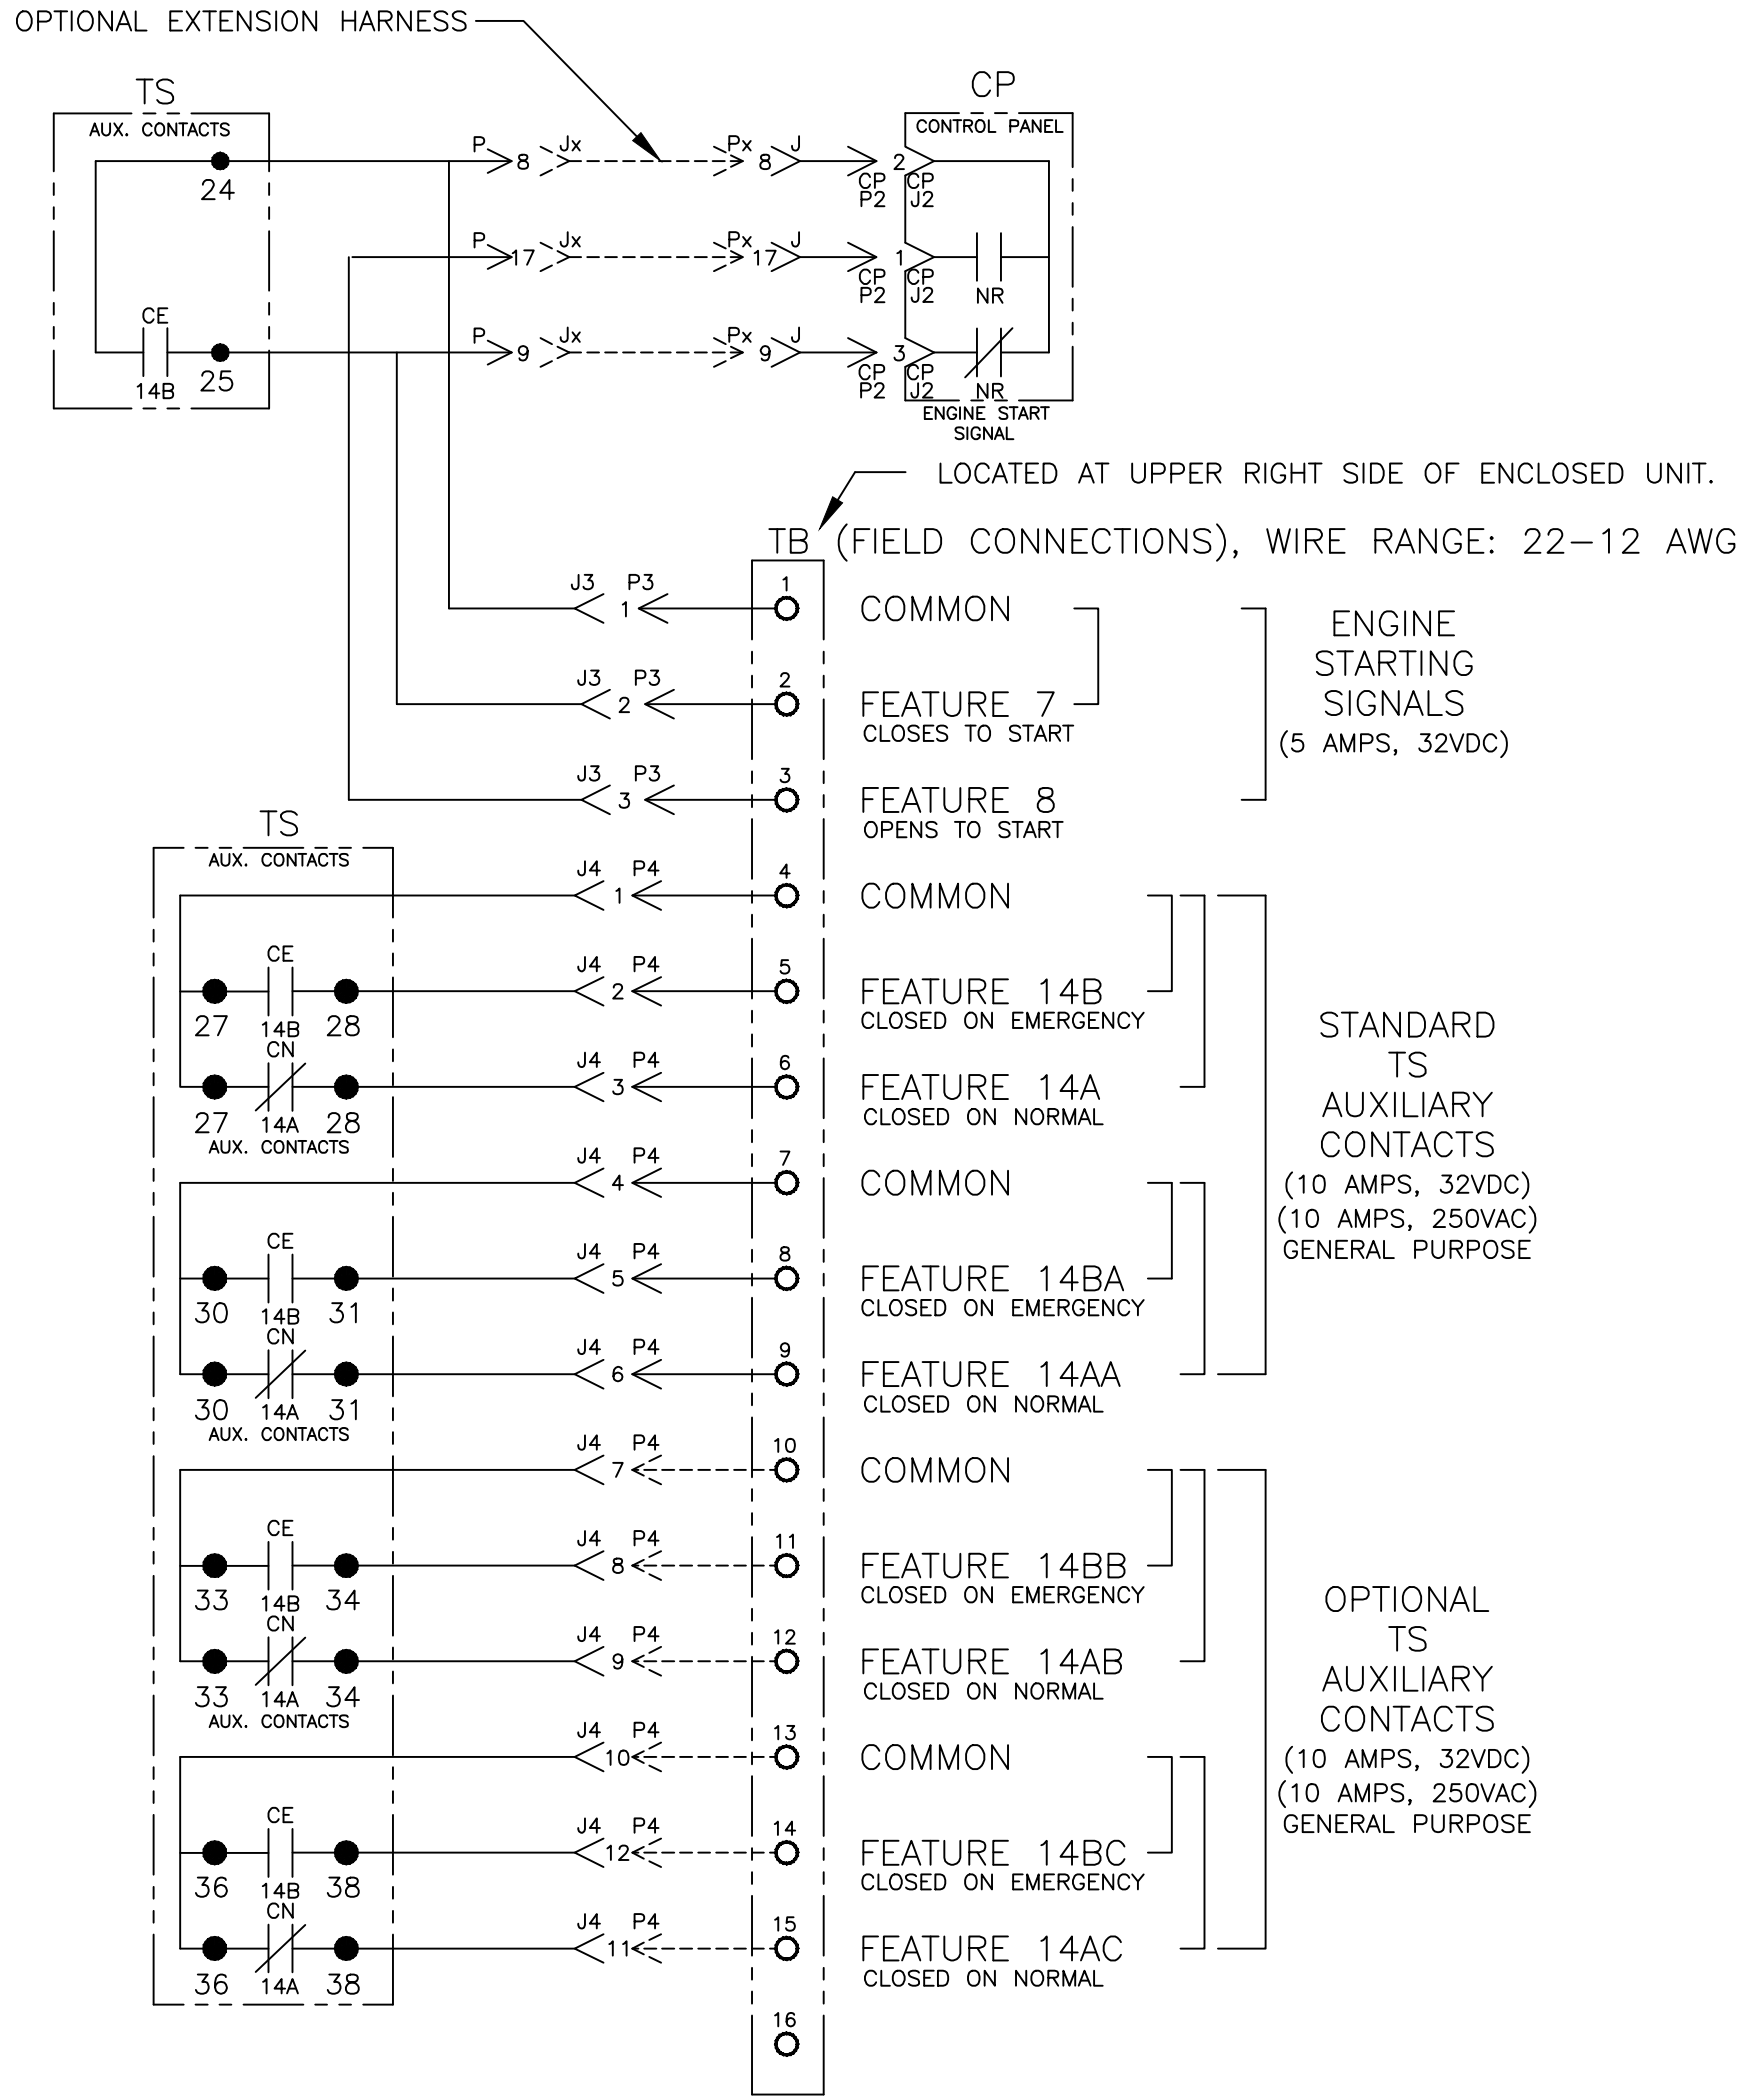 OPTIONAL EXTENSION HARNESS
TS
AUX. CONTACTS
24
CE
14B
25
P 8 Jx Px 8 J
CP P2
2
CP J2
P 17 Jx Px 17 J
CP P2
1
CP J2
P 9 Jx Px 9 J
CP P2
3
CP J2
CP
CONTROL PANEL
NR
NR
ENGINE START
SIGNAL
LOCATED AT UPPER RIGHT SIDE OF ENCLOSED UNIT.
TB (FIELD CONNECTIONS), WIRE RANGE: 22-12 AWG
J3 1 P3 1 COMMON
J3 2 P3 2 FEATURE 7
CLOSES TO START
J3 3 P3 3 FEATURE 8
OPENS TO START
ENGINE
STARTING
SIGNALS
(5 AMPS, 32VDC)
TS
AUX. CONTACTS
J4 1 P4 4 COMMON
CE
27 14B 28
J4 2 P4 5 FEATURE 14B
CLOSED ON EMERGENCY
CN
27 14A 28
J4 3 P4 6 FEATURE 14A
CLOSED ON NORMAL
AUX. CONTACTS
J4 4 P4 7 COMMON
CE
30 14B 31
J4 5 P4 8 FEATURE 14BA
CLOSED ON EMERGENCY
CN
30 14A 31
J4 6 P4 9 FEATURE 14AA
CLOSED ON NORMAL
STANDARD
TS
AUXILIARY
CONTACTS
(10 AMPS, 32VDC)
(10 AMPS, 250VAC)
GENERAL PURPOSE
AUX. CONTACTS
J4 7 P4 10 COMMON
CE
33 14B 34
J4 8 P4 11 FEATURE 14BB
CLOSED ON EMERGENCY
CN
33 14A 34
J4 9 P4 12 FEATURE 14AB
CLOSED ON NORMAL
AUX. CONTACTS
J4 10 P4 13 COMMON
CE
36 14B 38
J4 12 P4 14 FEATURE 14BC
CLOSED ON EMERGENCY
CN
36 14A 38
J4 11 P4 15 FEATURE 14AC
CLOSED ON NORMAL
OPTIONAL
TS
AUXILIARY
CONTACTS
(10 AMPS, 32VDC)
(10 AMPS, 250VAC)
GENERAL PURPOSE
16